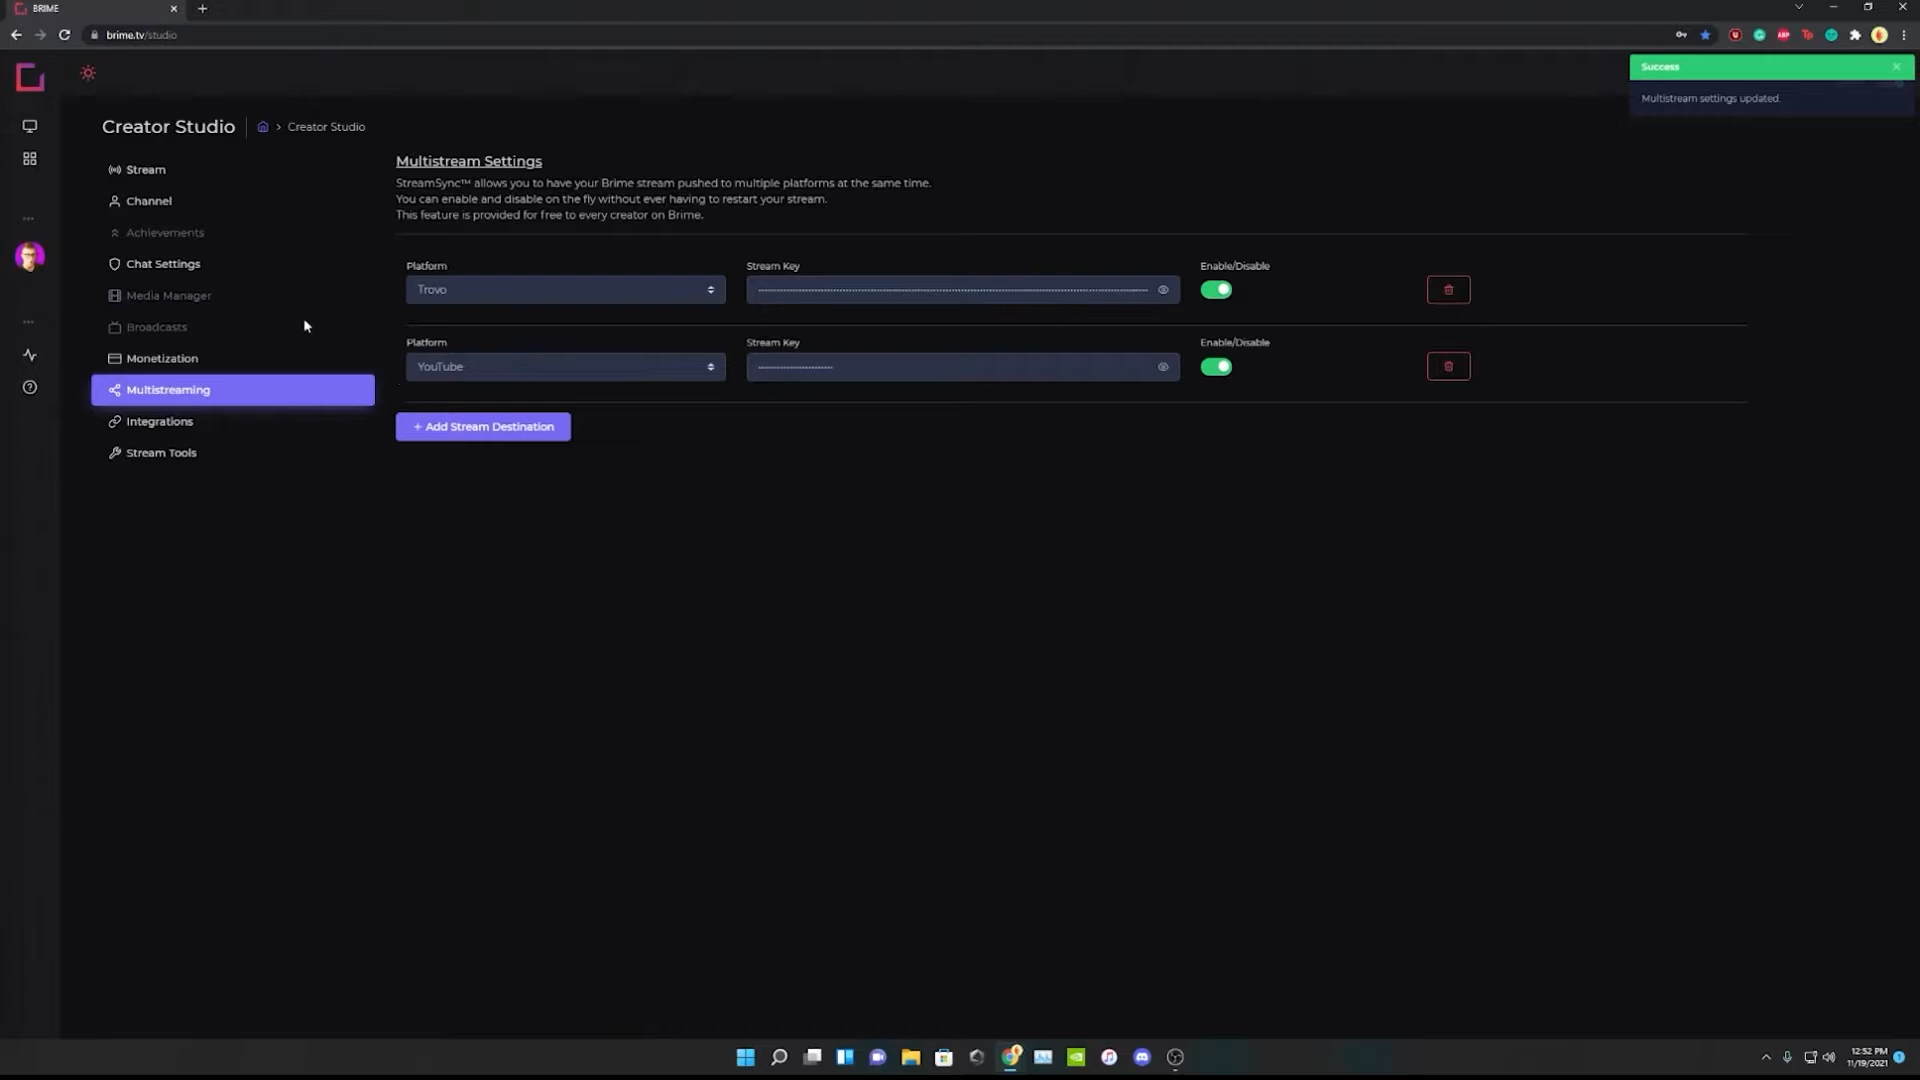 BRIME
brime.tv/studio
Success
Multistream settings updated.
Creator Studio
> Creator Studio
Stream
Channel
Achievements
Chat Settings
Media Manager
Broadcasts
Monetization
Multistreaming
Integrations
Stream Tools
Multistream Settings
StreamSync™ allows you to have your Brime stream pushed to multiple platforms at the same time.
You can enable and disable on the fly without ever having to restart your stream.
This feature is provided for free to every creator on Brime.
Platform Stream Key Enable/Disable
Trovo
Platform Stream Key Enable/Disable
YouTube
+ Add Stream Destination
12:52 PM
11/19/2021